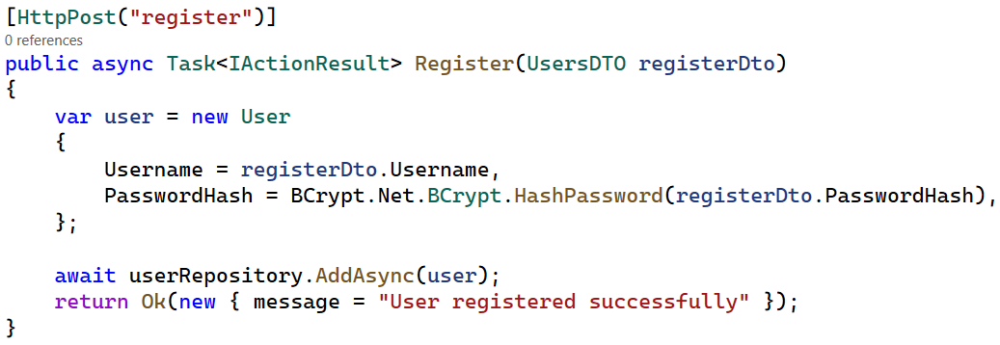 [HttpPost("register")]
0 references
public async Task<IActionResult> Register(UsersDTO registerDto)
{
    var user = new User
    {
        Username = registerDto.Username,
        PasswordHash = BCrypt.Net.BCrypt.HashPassword(registerDto.PasswordHash),
    };

    await userRepository.AddAsync(user);
    return Ok(new { message = "User registered successfully" });
}